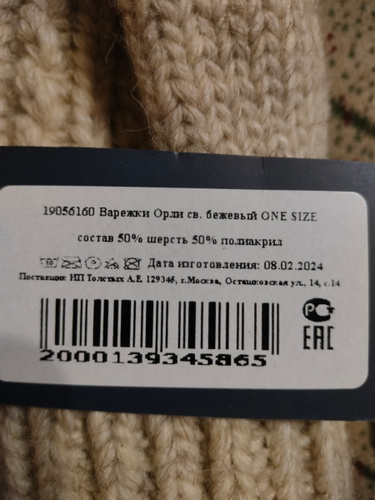 19056160 Варежки Орли св. бежевый ONE SIZE
состав 50% шерсть 50% полиакрил
Дата изготовления: 08.02.2024
Поставщик: ИП Толстых А.Е. 129346, г.Москва, Осташковская ул., 14, с.14
2000139345865
РС
EAC